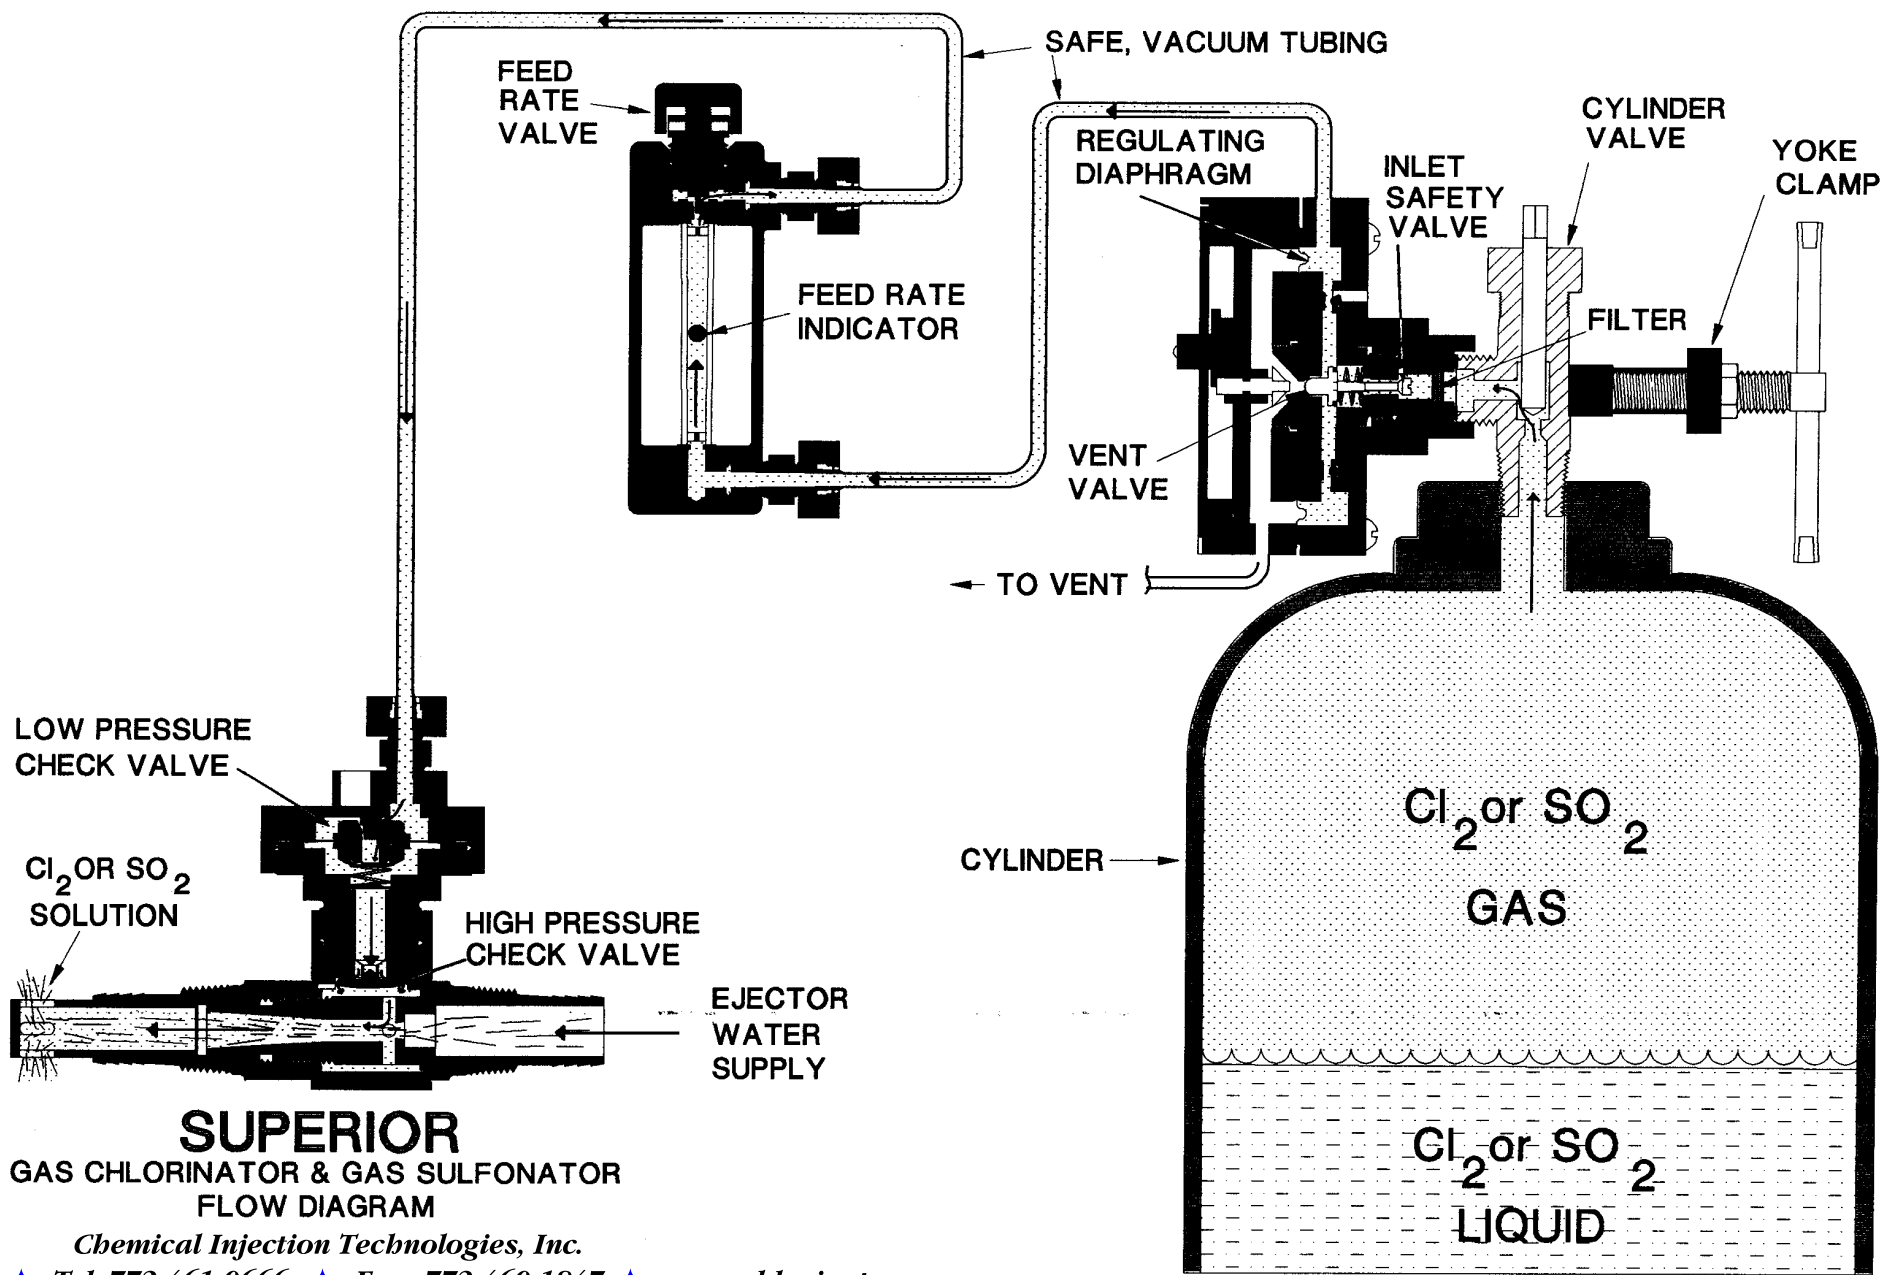 SAFE, VACUUM TUBING
FEED
RATE
VALVE
CYLINDER
VALVE
REGULATING
DIAPHRAGM
INLET
SAFETY
VALVE
YOKE
CLAMP
FEED RATE
INDICATOR
FILTER
VENT
VALVE
TO VENT
LOW PRESSURE
CHECK VALVE
Cl2 or SO2
GAS
CYLINDER
Cl2 OR SO2
SOLUTION
HIGH PRESSURE
CHECK VALVE
EJECTOR
WATER
SUPPLY
Cl2 or SO2
LIQUID
SUPERIOR
GAS CHLORINATOR & GAS SULFONATOR
FLOW DIAGRAM
Chemical Injection Technologies, Inc.